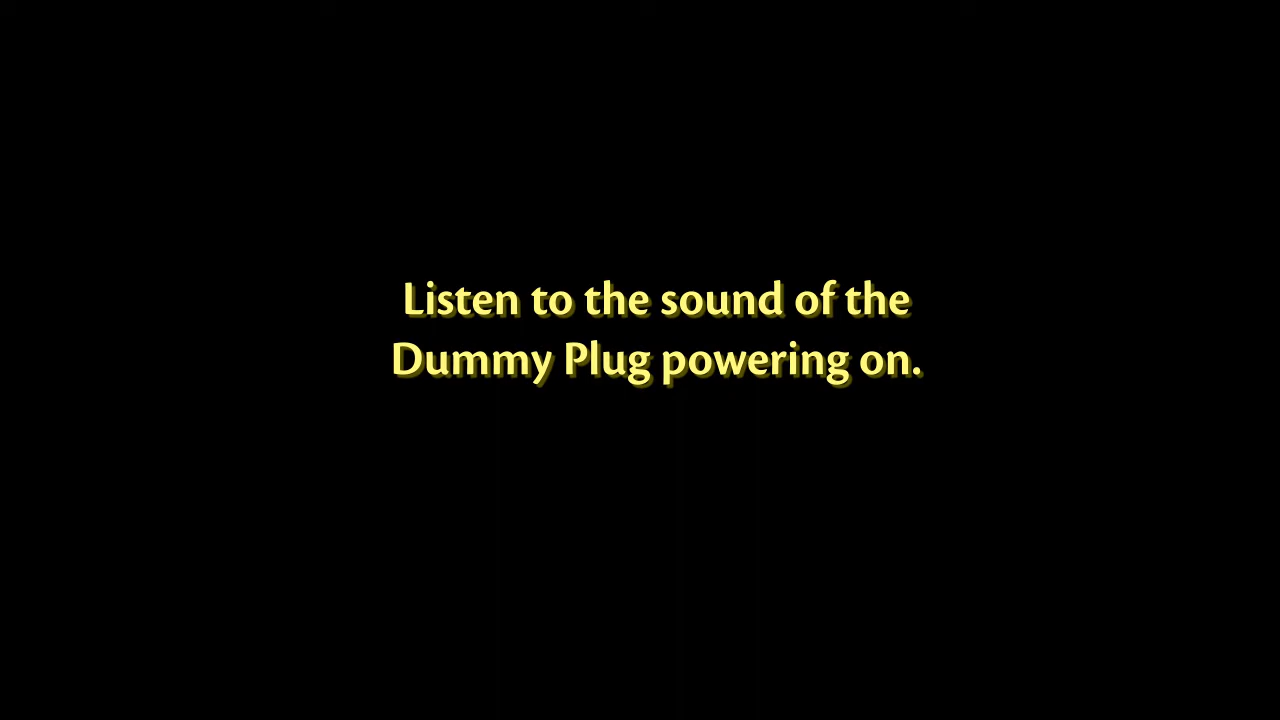 Listen to the sound of the
Dummy Plug powering on.